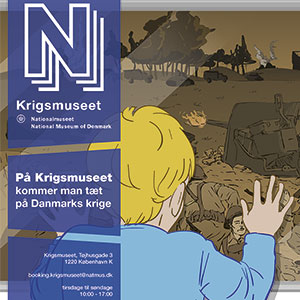 N
Krigsmuseet
Nationalmuseet
National Museum of Denmark
På Krigsmuseet
kommer man tæt
på Danmarks krige
Krigsmuseet, Tøjhusgade 3
1220 København K
booking.krigsmuseet@natmus.dk
tirsdage til søndage
10:00 - 17:00